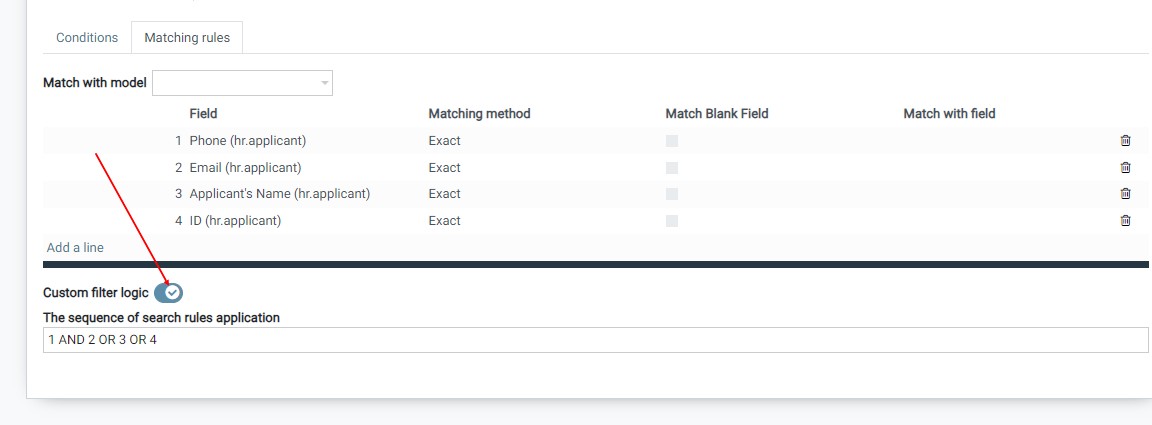 Conditions Matching rules
Match with model
Field Matching method Match Blank Field Match with field
1 Phone (hr.applicant) Exact
2 Email (hr.applicant) Exact
3 Applicant's Name (hr.applicant) Exact
4 ID (hr.applicant) Exact
Add a line
Custom filter logic
The sequence of search rules application
1 AND 2 OR 3 OR 4